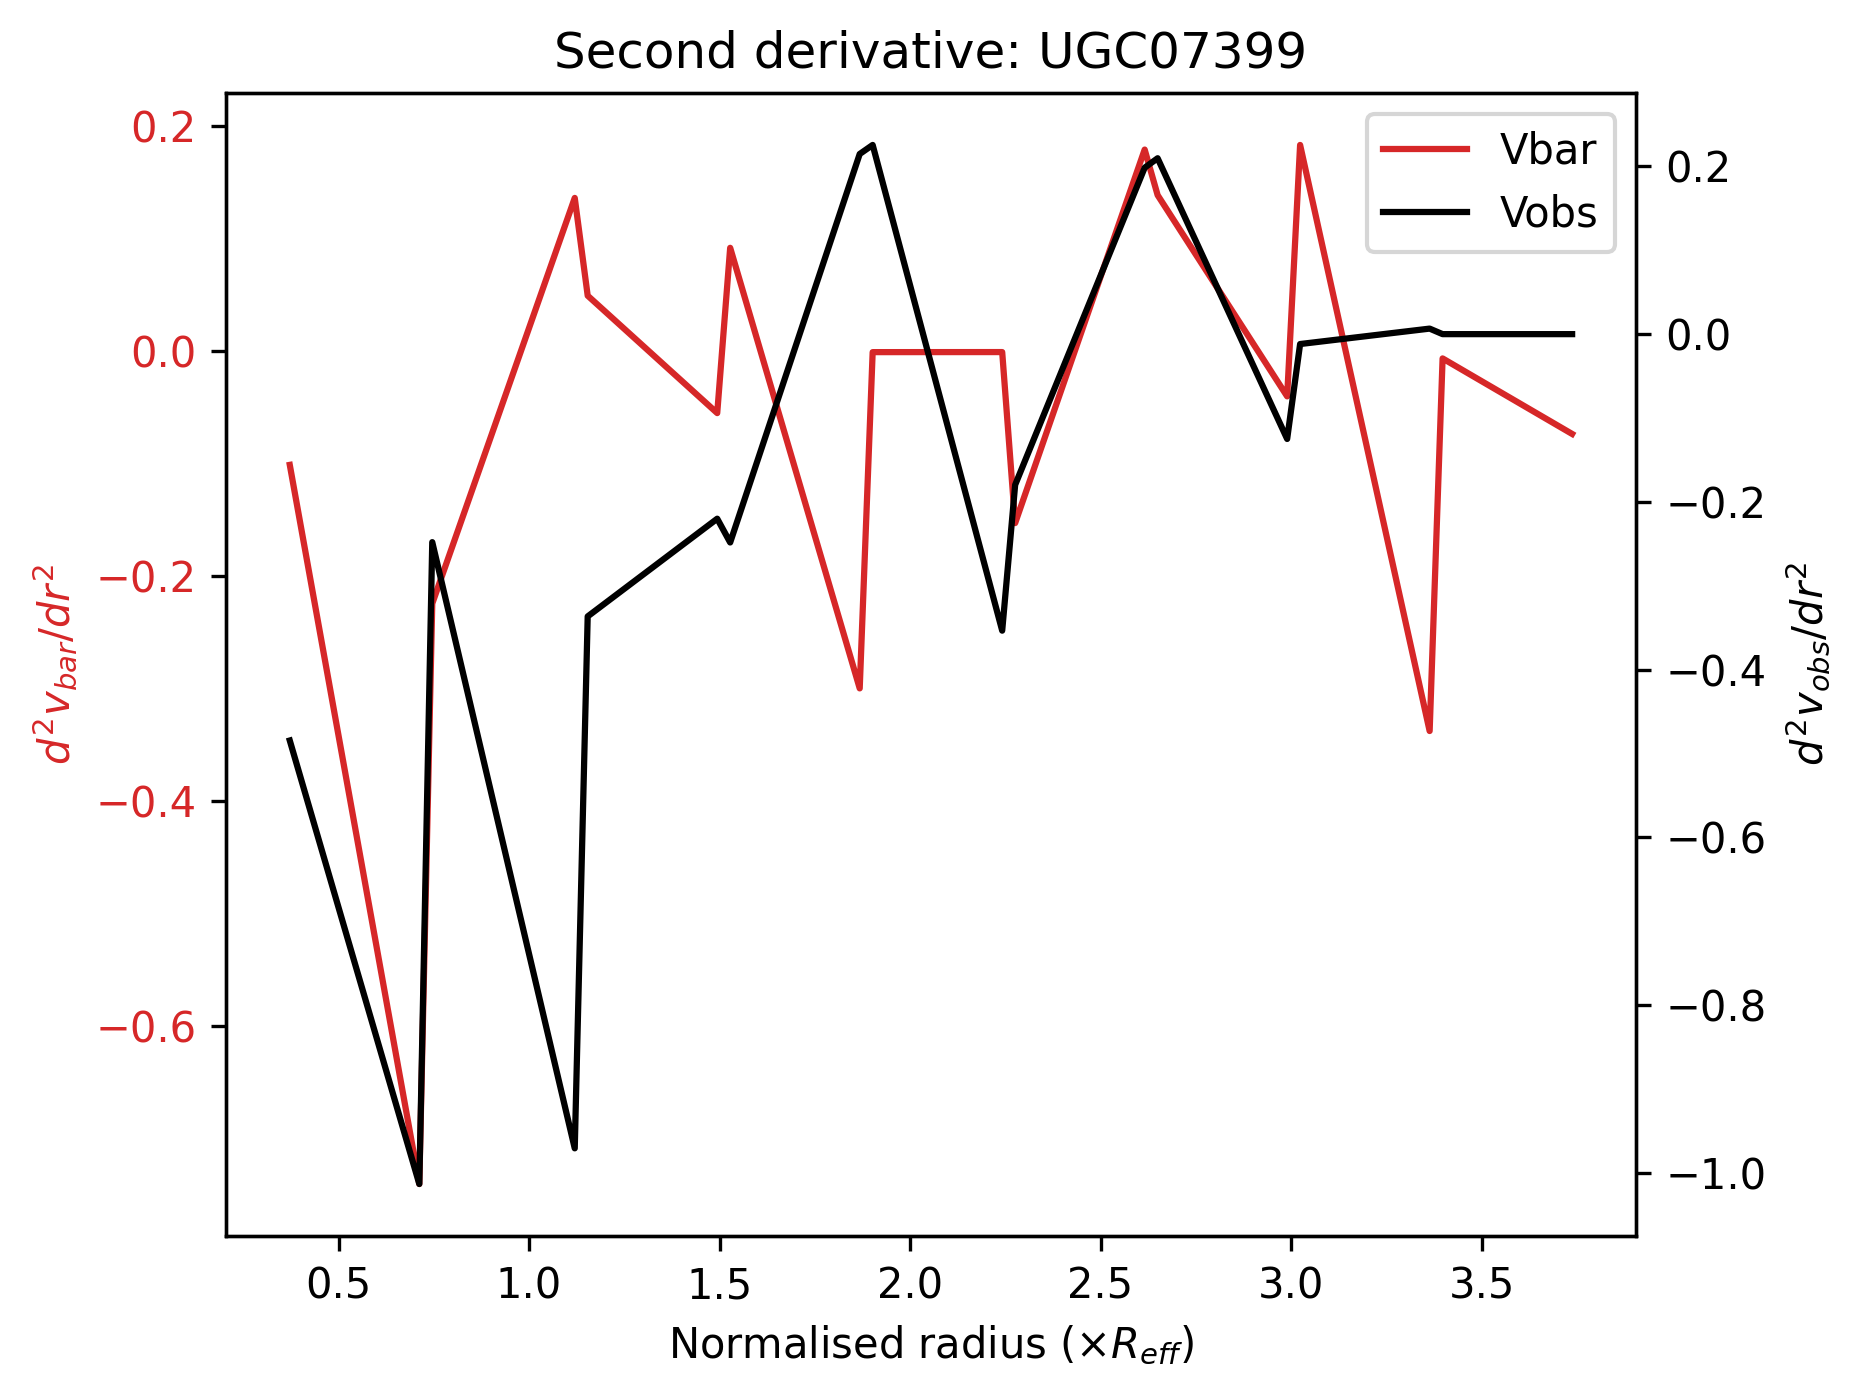 Second derivative: UGC07399
Vbar
Vobs
0.2
0.0
−0.2
−0.4
−0.6
d²v_bar/dr²
0.2
0.0
−0.2
−0.4
−0.6
−0.8
−1.0
d²v_obs/dr²
0.5 1.0 1.5 2.0 2.5 3.0 3.5
Normalised radius (×R_eff)